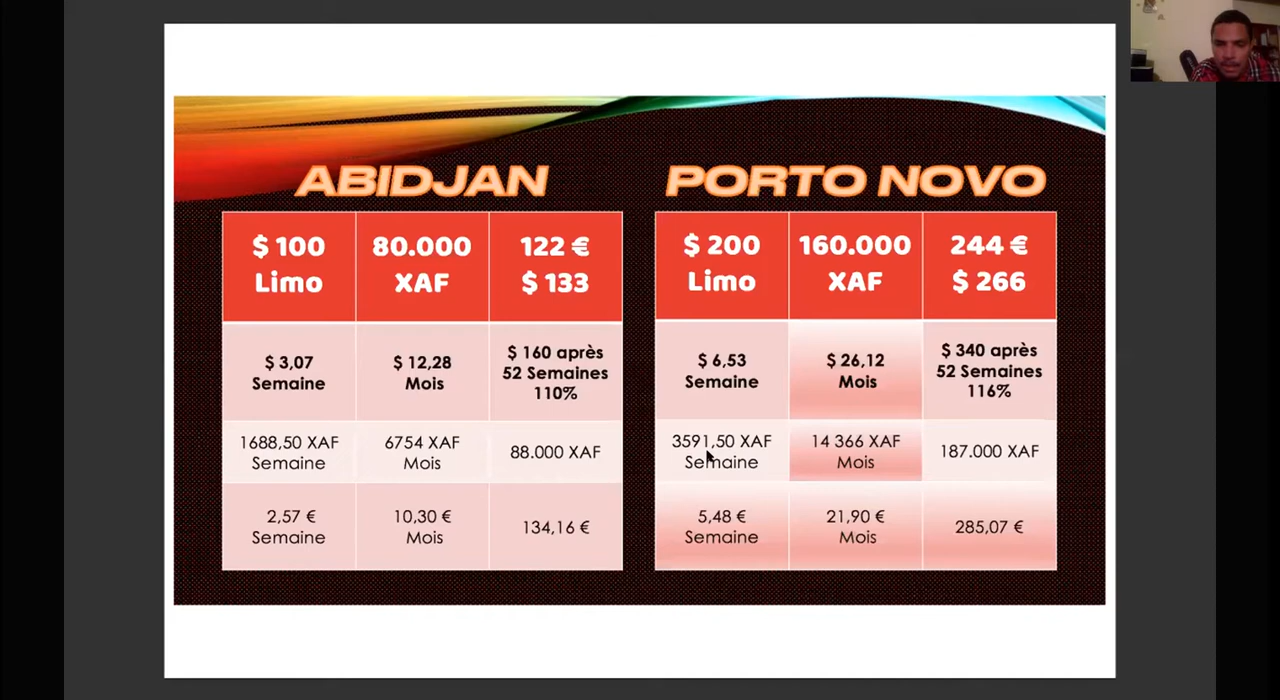 ABIDJAN
$ 100
Limo
80.000
XAF
122 €
$ 133
$ 3,07
Semaine
$ 12,28
Mois
$ 160 après
52 Semaines
110%
1688,50 XAF
Semaine
6754 XAF
Mois
88.000 XAF
2,57 €
Semaine
10,30 €
Mois
134,16 €
PORTO NOVO
$ 200
Limo
160.000
XAF
244 €
$ 266
$ 6,53
Semaine
$ 26,12
Mois
$ 340 après
52 Semaines
116%
3591,50 XAF
Semaine
14 366 XAF
Mois
187.000 XAF
5,48 €
Semaine
21,90 €
Mois
285,07 €